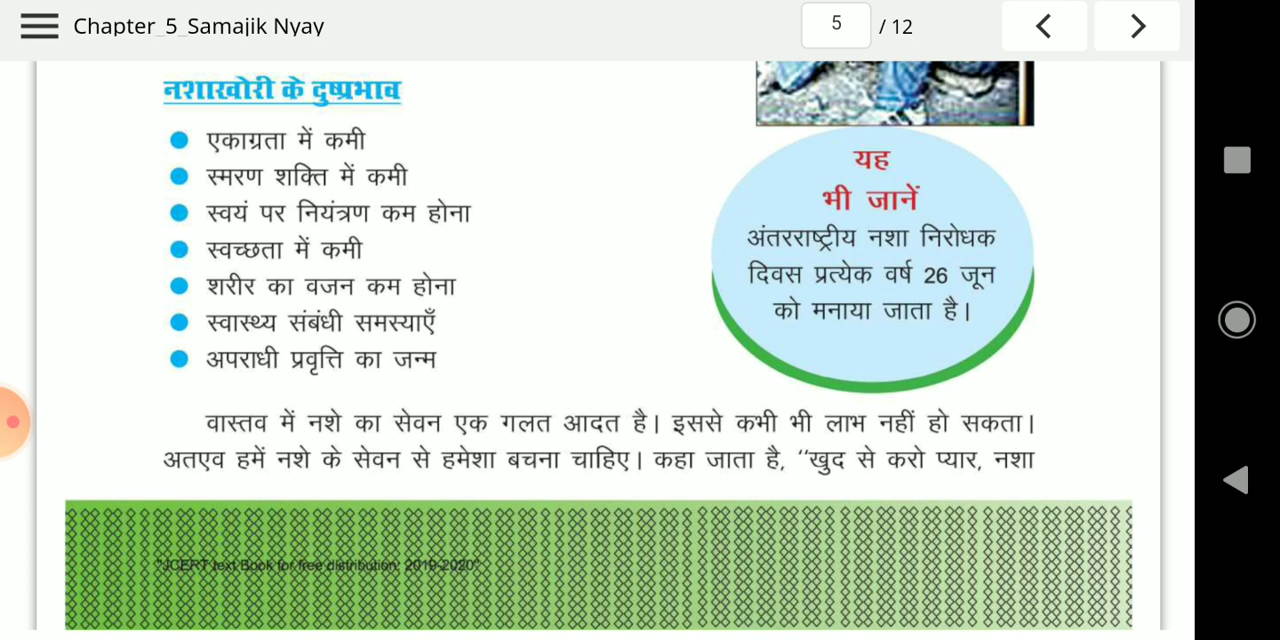 Chapter_5_Samajik Nyay
5 / 12
नशाखोरी के दुष्प्रभाव
एकाग्रता में कमी
स्मरण शक्ति में कमी
स्वयं पर नियंत्रण कम होना
स्वच्छता में कमी
शरीर का वजन कम होना
स्वास्थ्य संबंधी समस्याएँ
अपराधी प्रवृत्ति का जन्म
यह
भी जानें
अंतरराष्ट्रीय नशा निरोधक
दिवस प्रत्येक वर्ष 26 जून
को मनाया जाता है।
वास्तव में नशे का सेवन एक गलत आदत है। इससे कभी भी लाभ नहीं हो सकता।
अतएव हमें नशे के सेवन से हमेशा बचना चाहिए। कहा जाता है, ‘‘खुद से करो प्यार, नशा
"JCERT text Book for free distribution: 2019-2020"